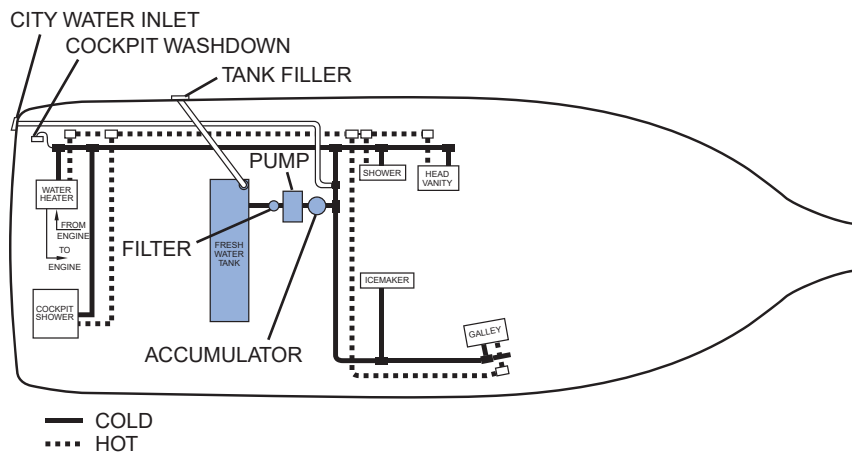 CITY WATER INLET
COCKPIT WASHDOWN
TANK FILLER
PUMP
SHOWER
HEAD
VANITY
WATER
HEATER
FROM
ENGINE
TO
ENGINE
FILTER
FRESH
WATER
TANK
ICEMAKER
COCKPIT
SHOWER
GALLEY
ACCUMULATOR
COLD
HOT